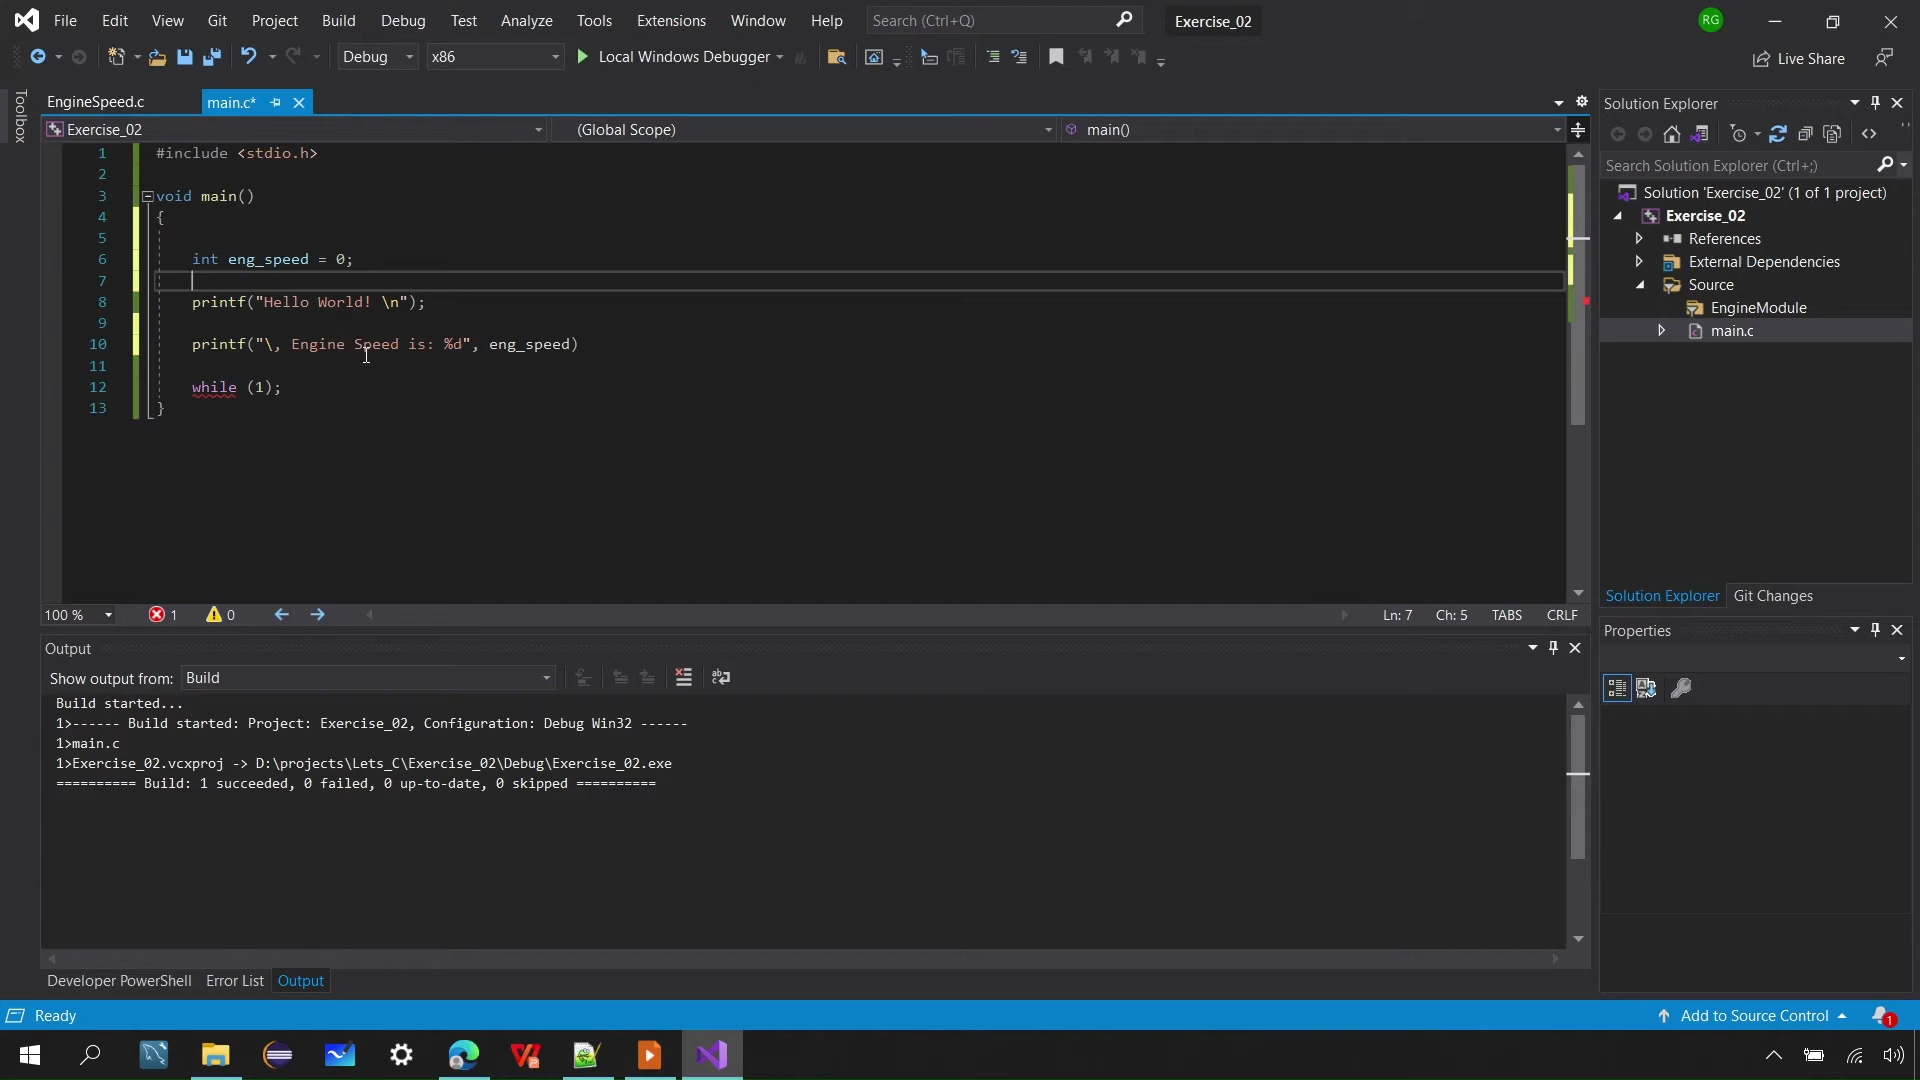 File Edit View Git Project Build Debug Test Analyze Tools Extensions Window Help Search (Ctrl+Q) Exercise_02 RG
Debug x86 Local Windows Debugger Live Share
Toolbox
EngineSpeed.c main.c*
Exercise_02 (Global Scope) main()
1 #include <stdio.h>
2
3 void main()
4 {
5
6 int eng_speed = 0;
7
8 printf("Hello World! \n");
9
10 printf("\, Engine Speed is: %d", eng_speed)
11
12 while (1);
13 }
100 % 1 0 Ln: 7 Ch: 5 TABS CRLF
Output
Show output from: Build
Build started...
1>------ Build started: Project: Exercise_02, Configuration: Debug Win32 ------
1>main.c
1>Exercise_02.vcxproj -> D:\projects\Lets_C\Exercise_02\Debug\Exercise_02.exe
========== Build: 1 succeeded, 0 failed, 0 up-to-date, 0 skipped ==========
Developer PowerShell Error List Output
Solution Explorer
Search Solution Explorer (Ctrl+;)
Solution 'Exercise_02' (1 of 1 project)
Exercise_02
References
External Dependencies
Source
EngineModule
main.c
Solution Explorer Git Changes
Properties
Ready Add to Source Control 1